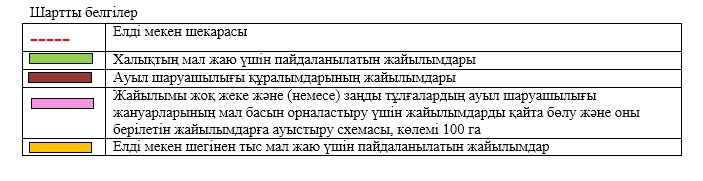 Шартты белгілер
Елді мекен шекарасы
Халықтың мал жаю үшін пайдаланылатын жайылымдары
Ауыл шаруашылығы құралымдарының жайылымдары
Жайылымы жоқ жеке және (немесе) заңды тұлғалардың ауыл шаруашылығы
жануарларының мал басын орналастыру үшін жайылымдарды қайта бөлу және оны
берілетін жайылымдарға ауыстыру схемасы, көлемі 100 га
Елді мекен шегінен тыс мал жаю үшін пайдаланылатын жайылымдар